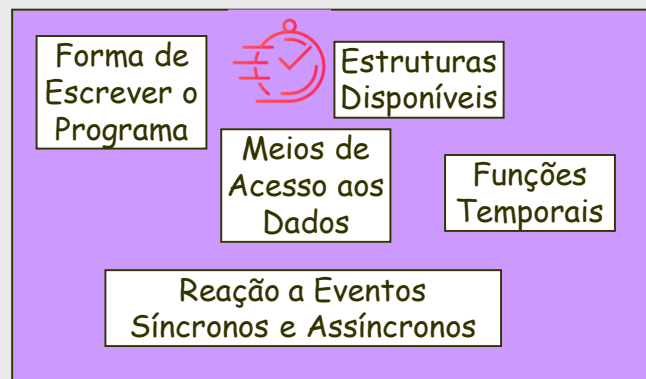 Forma de
Escrever o
Programa
Estruturas
Disponíveis
Meios de
Acesso aos
Dados
Funções
Temporais
Reação a Eventos
Síncronos e Assíncronos